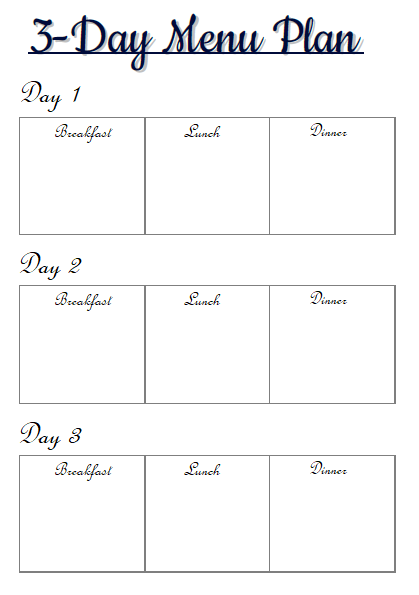 3-Day Menu Plan
Day 1
Breakfast Lunch Dinner
Day 2
Breakfast Lunch Dinner
Day 3
Breakfast Lunch Dinner